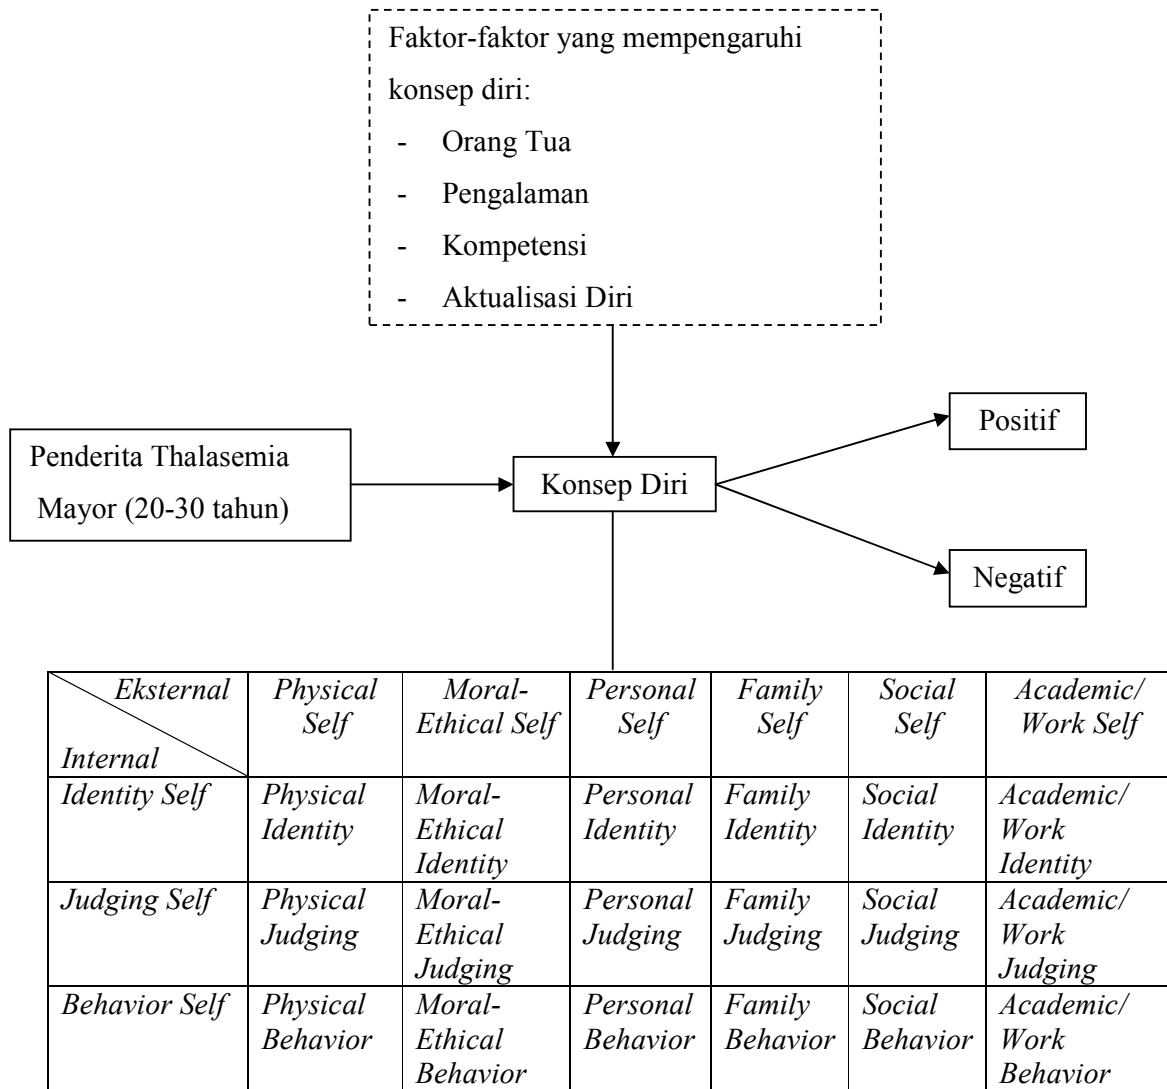 Faktor-faktor yang mempengaruhi
konsep diri:
- Orang Tua
- Pengalaman
- Kompetensi
- Aktualisasi Diri
Positif
Penderita Thalasemia
Mayor (20-30 tahun)
Konsep Diri
Negatif
Eksternal
Internal
Physical
Self
Moral-
Ethical Self
Personal
Self
Family
Self
Social
Self
Academic/
Work Self
Identity Self
Physical
Identity
Moral-
Ethical
Identity
Personal
Identity
Family
Identity
Social
Identity
Academic/
Work
Identity
Judging Self
Physical
Judging
Moral-
Ethical
Judging
Personal
Judging
Family
Judging
Social
Judging
Academic/
Work
Judging
Behavior Self
Physical
Behavior
Moral-
Ethical
Behavior
Personal
Behavior
Family
Behavior
Social
Behavior
Academic/
Work
Behavior